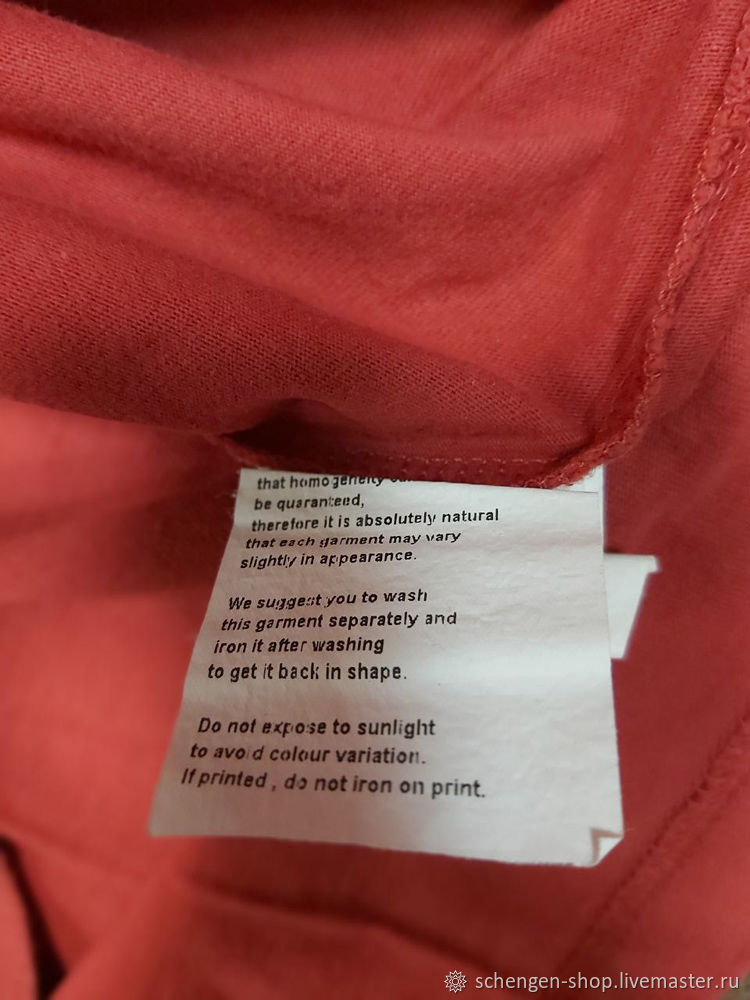 that homogeneity
be quaranteed,
therefore it is absolutely natural
that each garment may vary
slightly in appearance.
We suggest you to wash
this garment separately and
iron it after washing
to get it back in shape.
Do not expose to sunlight
to avoid colour variation.
If printed, do not iron on print.
schengen-shop.livemaster.ru